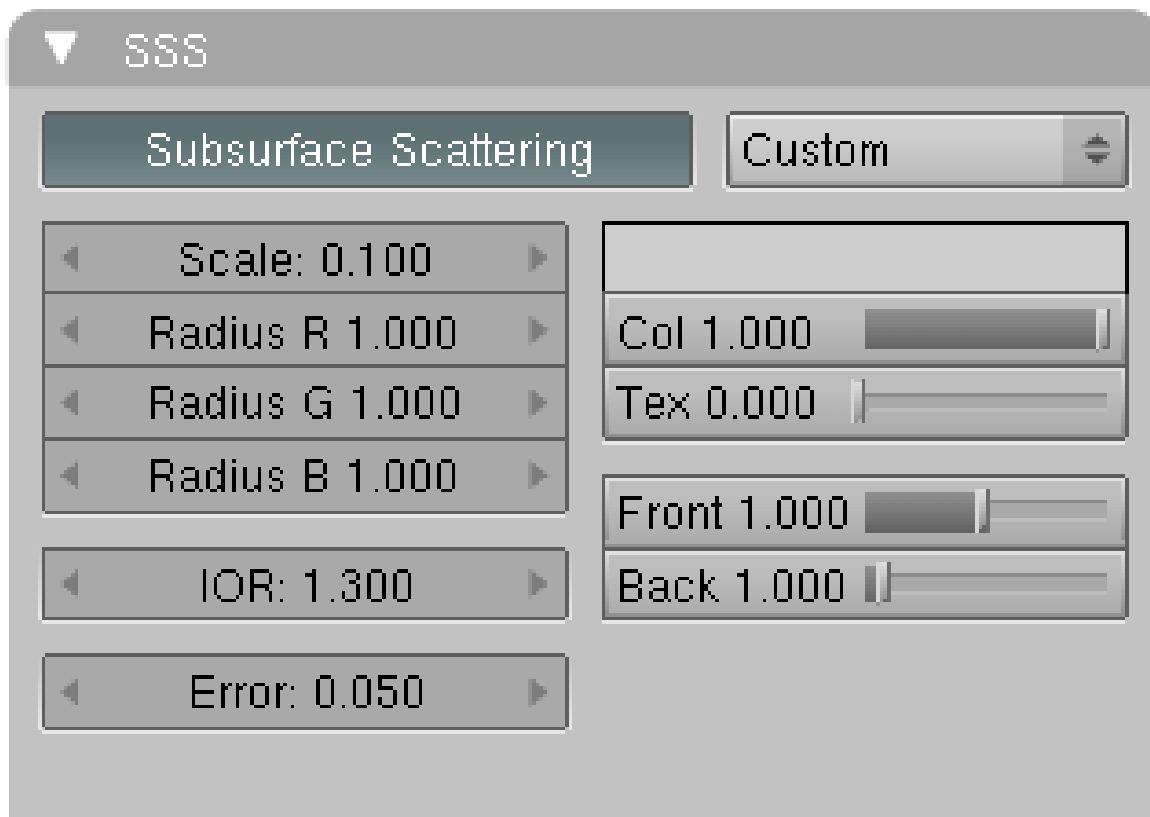 SSS
Subsurface Scattering
Custom
Scale: 0.100
Radius R 1.000
Radius G 1.000
Radius B 1.000
IOR: 1.300
Error: 0.050
Col 1.000
Tex 0.000
Front 1.000
Back 1.000